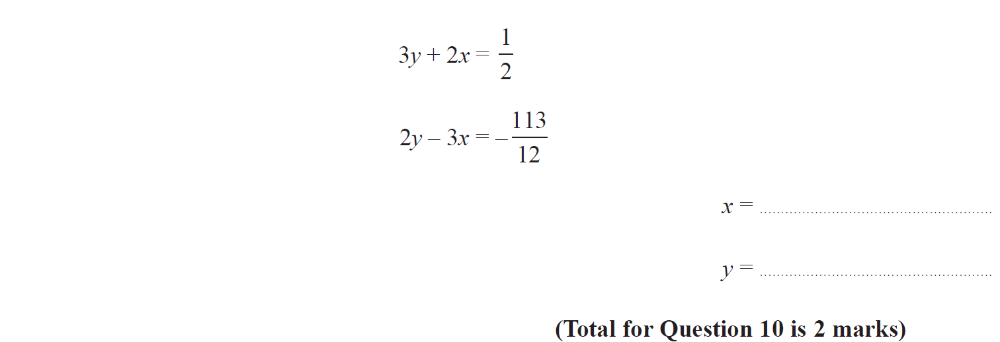 3y + 2x = 1/2
2y – 3x = –113/12
x = ........................................................
y = ........................................................
(Total for Question 10 is 2 marks)